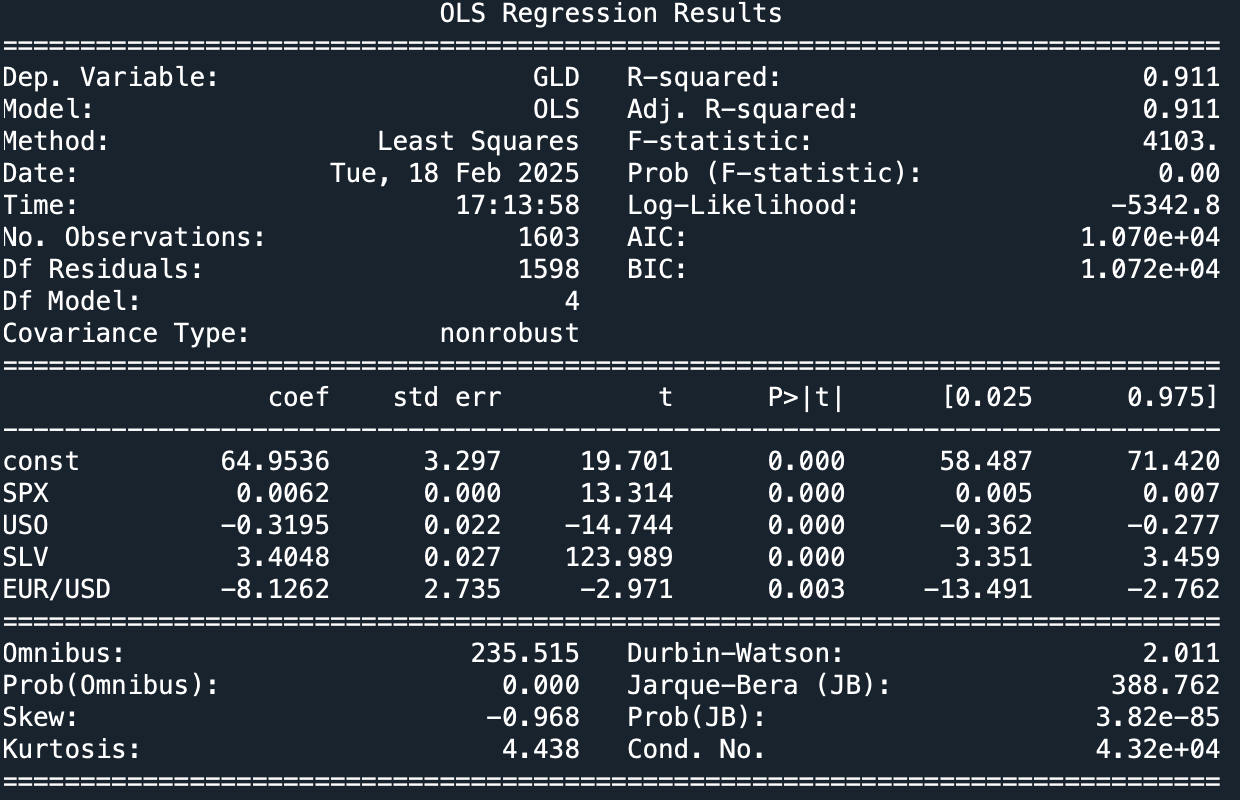 OLS Regression Results
==============================================================================
Dep. Variable:                    GLD   R-squared:                       0.911
Model:                            OLS   Adj. R-squared:                  0.911
Method:                 Least Squares   F-statistic:                     4103.
Date:                Tue, 18 Feb 2025   Prob (F-statistic):               0.00
Time:                        17:13:58   Log-Likelihood:                -5342.8
No. Observations:                1603   AIC:                         1.070e+04
Df Residuals:                    1598   BIC:                         1.072e+04
Df Model:                           4
Covariance Type:            nonrobust
==============================================================================
                 coef    std err          t      P>|t|      [0.025      0.975]
------------------------------------------------------------------------------
const         64.9536      3.297     19.701      0.000      58.487      71.420
SPX            0.0062      0.000     13.314      0.000       0.005       0.007
USO           -0.3195      0.022    -14.744      0.000      -0.362      -0.277
SLV            3.4048      0.027    123.989      0.000       3.351       3.459
EUR/USD       -8.1262      2.735     -2.971      0.003     -13.491      -2.762
==============================================================================
Omnibus:                      235.515   Durbin-Watson:                   2.011
Prob(Omnibus):                  0.000   Jarque-Bera (JB):              388.762
Skew:                          -0.968   Prob(JB):                     3.82e-85
Kurtosis:                       4.438   Cond. No.                     4.32e+04
==============================================================================